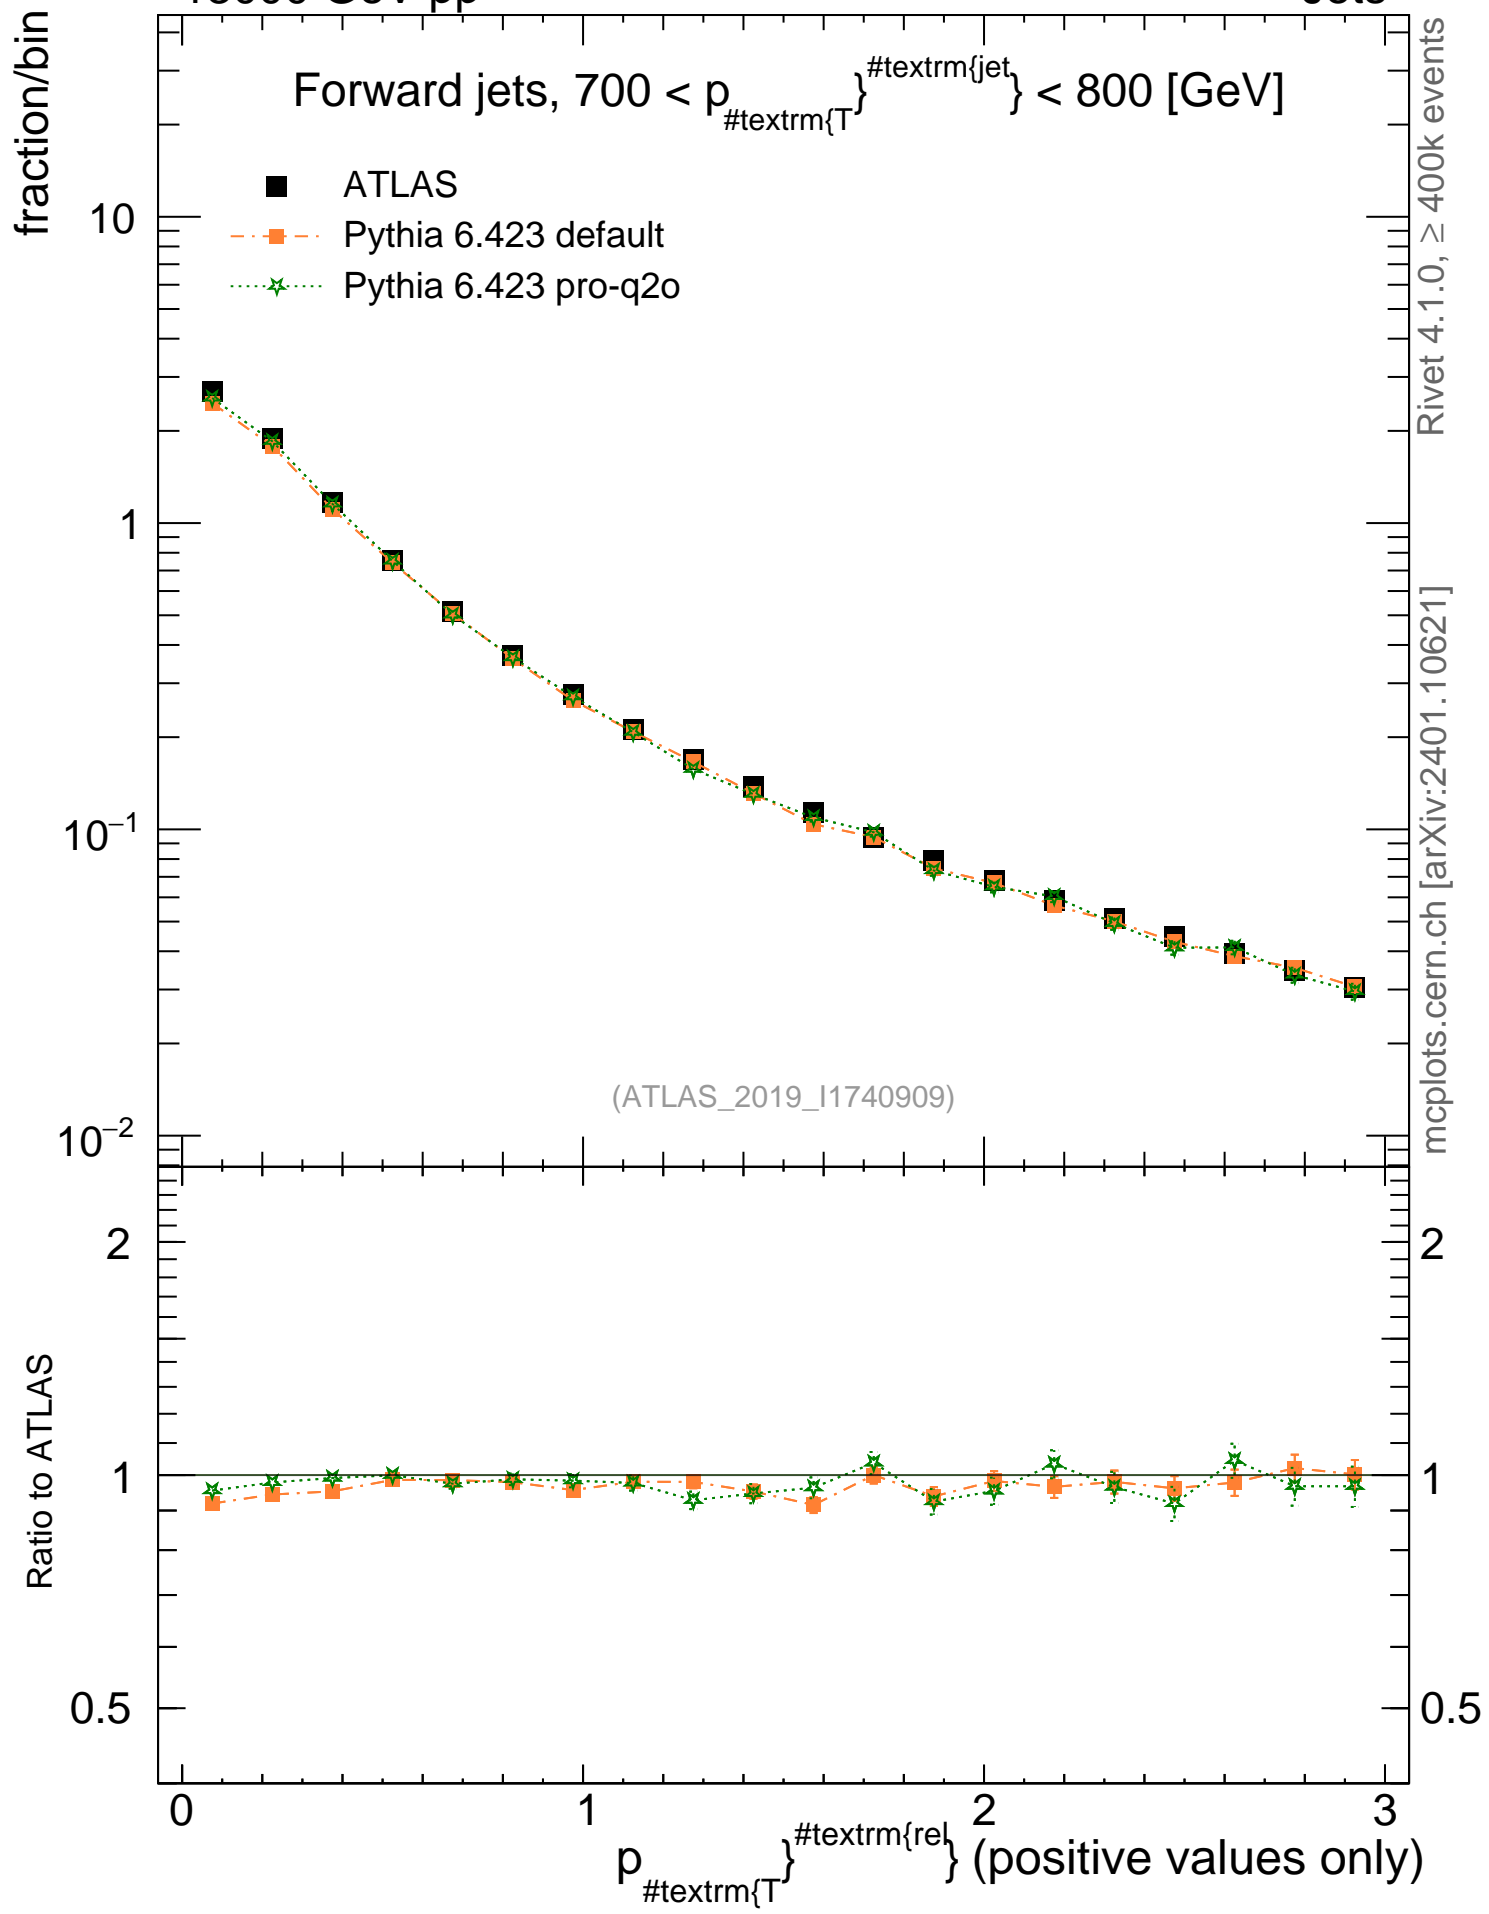 fraction/bin
Forward jets, 700 < p_{#textrm{T}}^{#textrm{jet}} < 800 [GeV]
ATLAS
Pythia 6.423 default
Pythia 6.423 pro-q2o
10
1
10⁻¹
10⁻²
(ATLAS_2019_I1740909)
Rivet 4.1.0, ≥ 400k events
mcplots.cern.ch [arXiv:2401.10621]
Ratio to ATLAS
2
1
0.5
2
1
0.5
0 1 2 3
p_{#textrm{T}}^{#textrm{rel}} (positive values only)